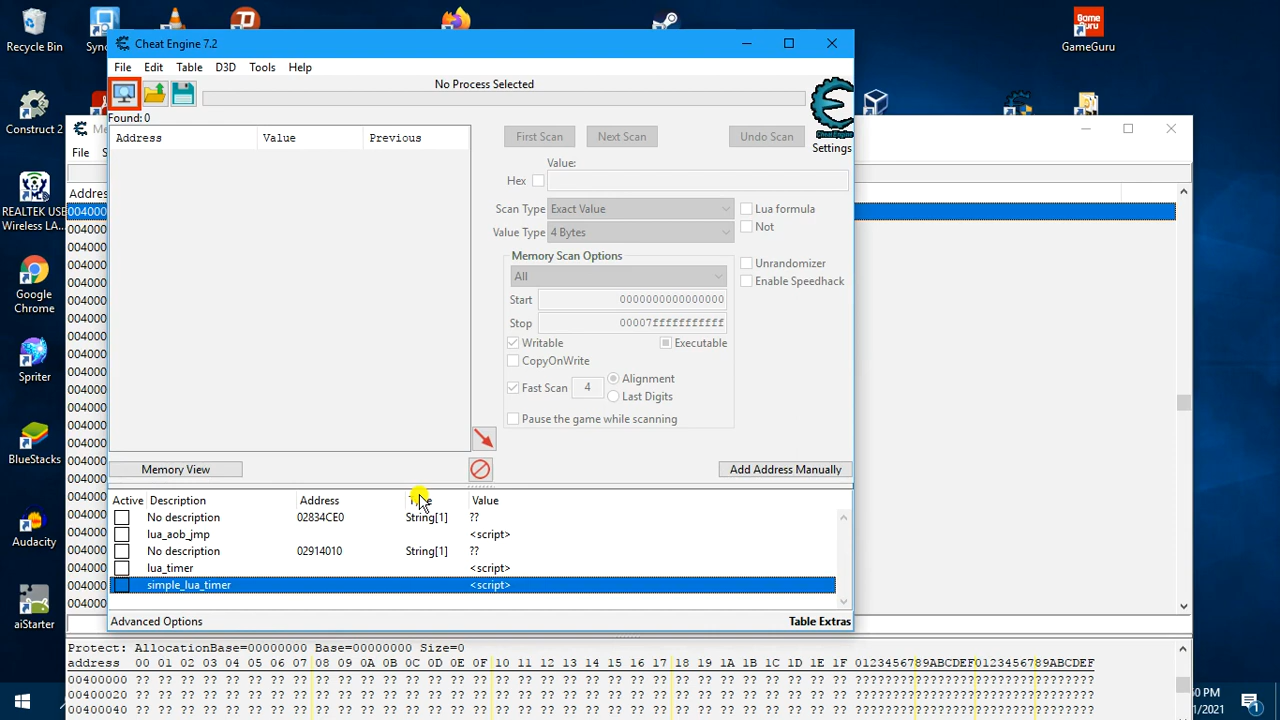 Recycle Bin
Sync
GameGuru
Cheat Engine 7.2
File Edit Table D3D Tools Help
No Process Selected
Found: 0
Address Value Previous
First Scan Next Scan Undo Scan
Cheat Engine
Settings
Value:
Hex
Scan Type Exact Value Lua formula
Value Type 4 Bytes Not
Memory Scan Options
All
Unrandomizer
Enable Speedhack
Start 0000000000000000
Stop 00007fffffffffff
Writable Executable
CopyOnWrite
Fast Scan 4 Alignment
Last Digits
Pause the game while scanning
Memory View Add Address Manually
Active Description Address Value
No description 02834CE0 String[1] ??
lua_aob_jmp <script>
No description 02914010 String[1] ??
lua_timer <script>
simple_lua_timer <script>
Advanced Options Table Extras
Construct 2
REALTEK USB
Wireless LA...
Google
Chrome
Spriter
BlueStacks
Audacity
aiStarter
File
Protect: AllocationBase=00000000 Base=00000000 Size=0
address 00 01 02 03 04 05 06 07 08 09 0A 0B 0C 0D 0E 0F 10 11 12 13 14 15 16 17 18 19 1A 1B 1C 1D 1E 1F 0123456789ABCDEF0123456789ABCDEF
00400000 ?? ?? ?? ?? ?? ?? ?? ?? ?? ?? ?? ?? ?? ?? ?? ?? ?? ?? ?? ?? ?? ?? ?? ?? ?? ?? ?? ?? ?? ?? ?? ?? ????????????????????????????????
00400020 ?? ?? ?? ?? ?? ?? ?? ?? ?? ?? ?? ?? ?? ?? ?? ?? ?? ?? ?? ?? ?? ?? ?? ?? ?? ?? ?? ?? ?? ?? ?? ?? ????????????????????????????????
00400040 ?? ?? ?? ?? ?? ?? ?? ?? ?? ?? ?? ?? ?? ?? ?? ?? ?? ?? ?? ?? ?? ?? ?? ?? ?? ?? ?? ?? ?? ?? ?? ?? ????????????????????????????????